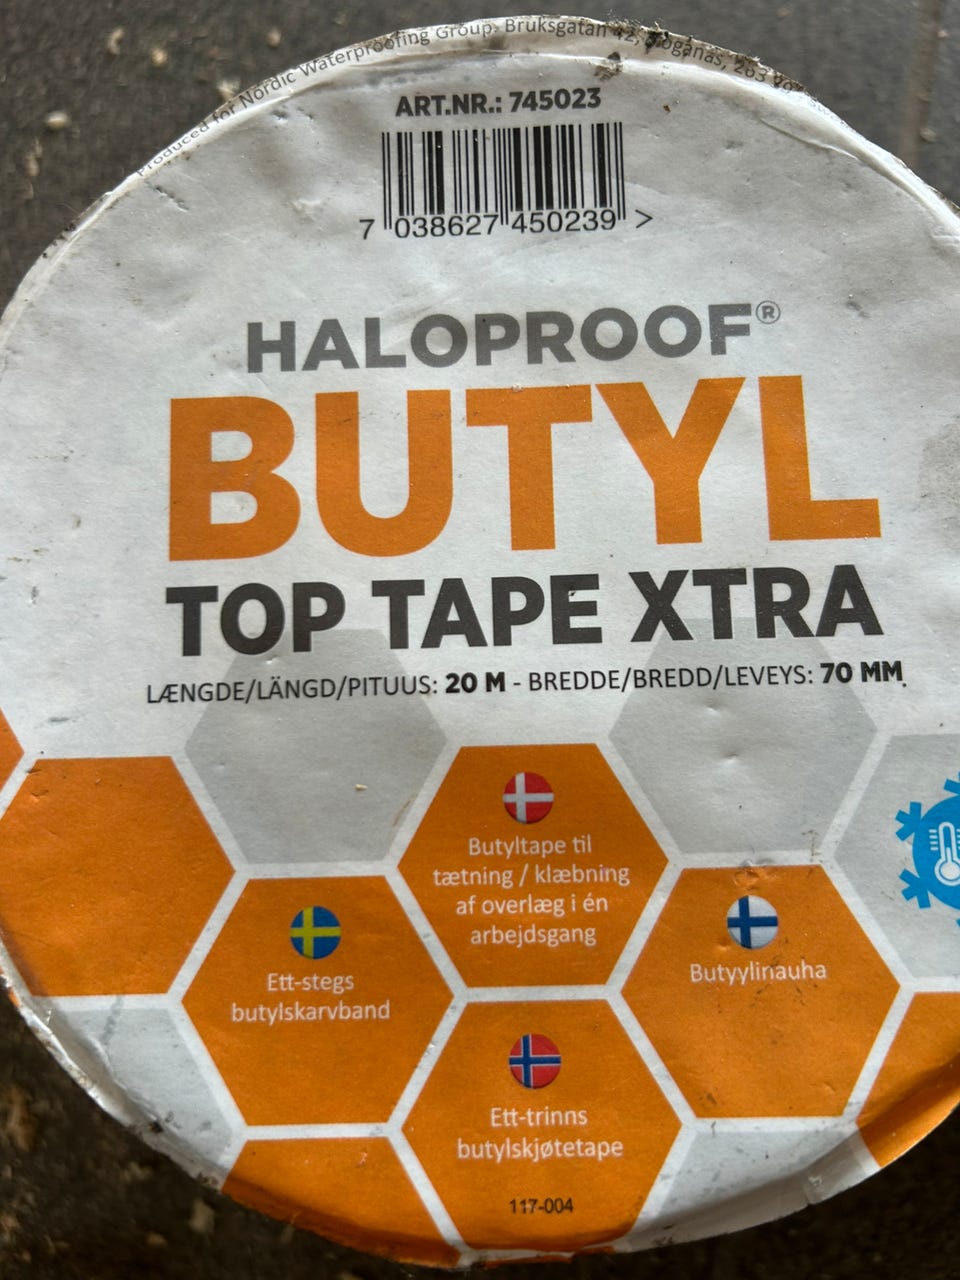 Produced for Nordic Waterproofing Group. Bruksgatan 42, Höganäs, 263
ART.NR.: 745023
7 038627 450239 >
HALOPROOF®
BUTYL
TOP TAPE XTRA
LÆNGDE/LÄNGD/PITUUS: 20 M - BREDDE/BREDD/LEVEYS: 70 MM
Butyltape til
tætning / klæbning
af overlæg i én
arbejdsgang
Ett-stegs
butylskarvband
Butyylinauha
Ett-trinns
butylskjøtetape
117-004